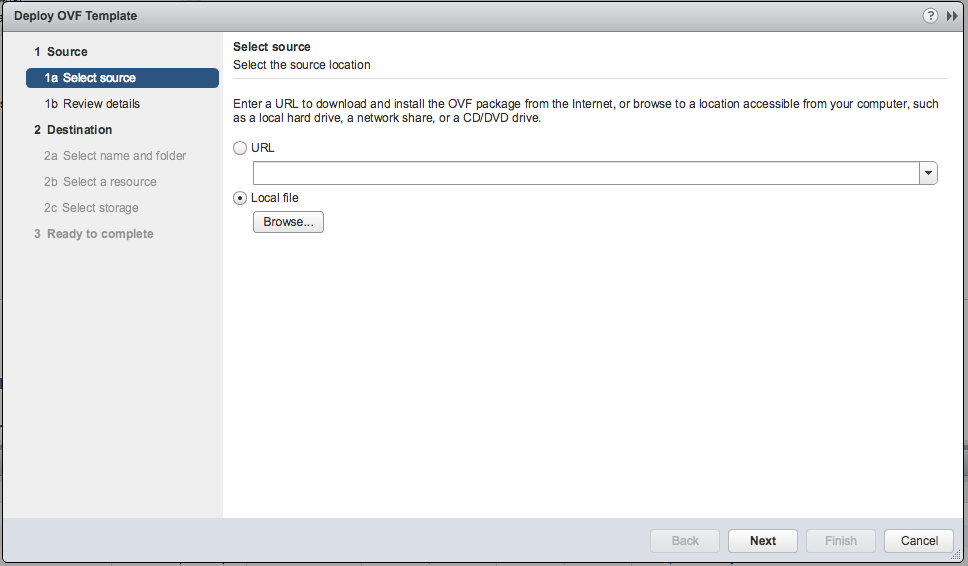 Deploy OVF Template
?
1 Source
1a Select source
1b Review details
2 Destination
2a Select name and folder
2b Select a resource
2c Select storage
3 Ready to complete
Select source
Select the source location
Enter a URL to download and install the OVF package from the Internet, or browse to a location accessible from your computer, such
as a local hard drive, a network share, or a CD/DVD drive.
URL
Local file
Browse...
Back
Next
Finish
Cancel